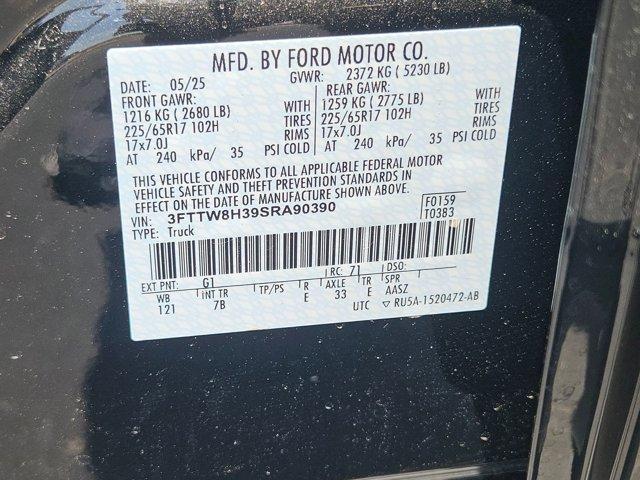 MFD. BY FORD MOTOR CO.
DATE: 05/25 GVWR: 2372 KG ( 5230 LB)
FRONT GAWR: REAR GAWR:
1216 KG ( 2680 LB) WITH 1259 KG ( 2775 LB) WITH
225/65R17 102H TIRES 225/65R17 102H TIRES
17x7.0J RIMS 17x7.0J RIMS
AT 240 kPa/ 35 PSI COLD AT 240 kPa/ 35 PSI COLD
THIS VEHICLE CONFORMS TO ALL APPLICABLE FEDERAL MOTOR
VEHICLE SAFETY AND THEFT PREVENTION STANDARDS IN
EFFECT ON THE DATE OF MANUFACTURE SHOWN ABOVE.
VIN: 3FTTW8H39SRA90390 F0159
TYPE: Truck T0383
EXT PNT: G1 RC: 71 DSO:
WB INT TR TP/PS R AXLE TR SPR
121 7B E 33 E AASZ
UTC ▽ RU5A-1520472-AB